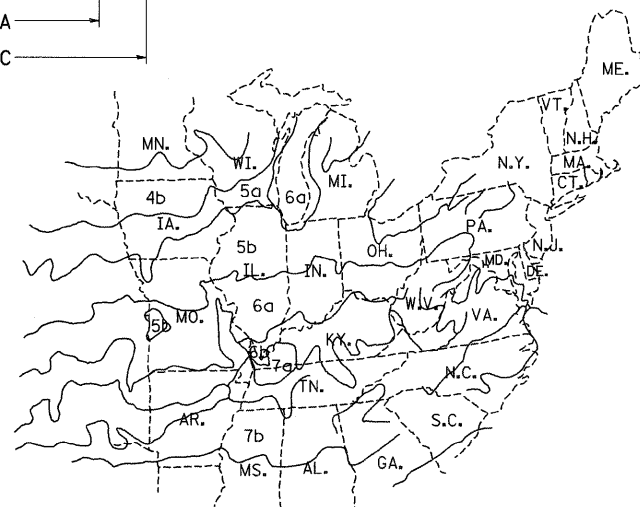 A
C
ME.
VT.
N.H.
MN.
WI.
N.Y.
MA.
CT.
MI.
4b
5a
6a
IA.
PA.
5b
OH.
N.J.
IL.
IN.
MD.
DE.
6a
W.V.
VA.
5b
MO.
KY.
6b
7a
N.C.
TN.
AR.
S.C.
7b
MS.
AL.
GA.